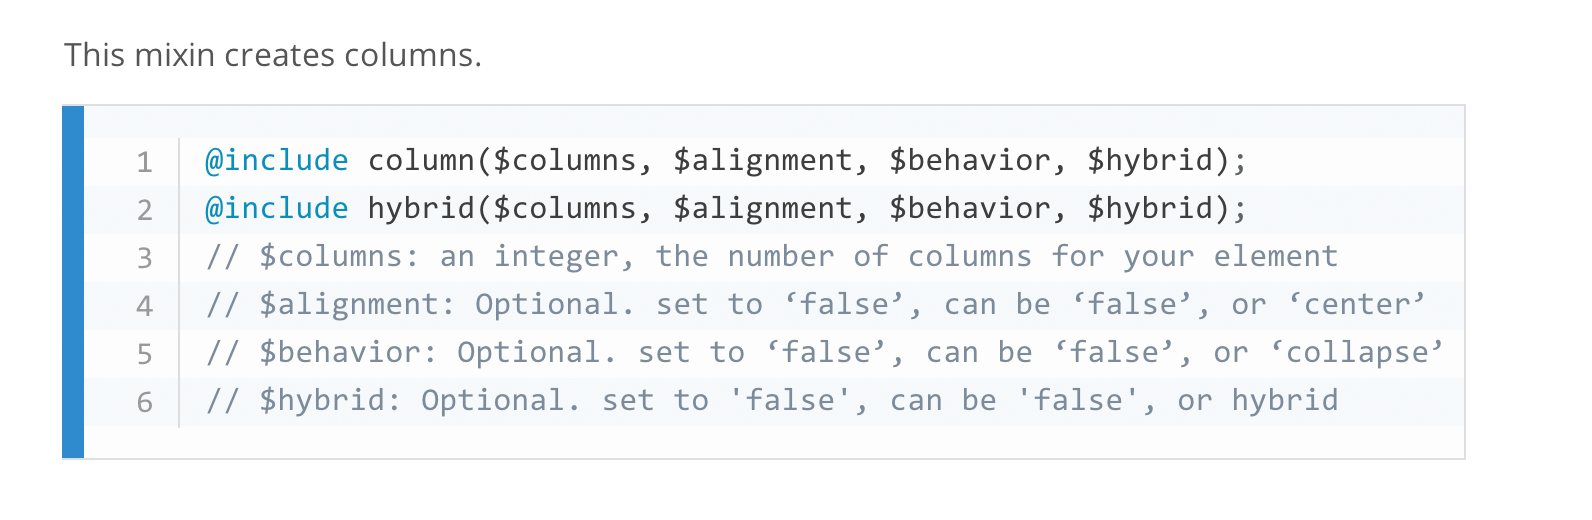 This mixin creates columns.
1 @include column($columns, $alignment, $behavior, $hybrid);
2 @include hybrid($columns, $alignment, $behavior, $hybrid);
3 // $columns: an integer, the number of columns for your element
4 // $alignment: Optional. set to ‘false’, can be ‘false’, or ‘center’
5 // $behavior: Optional. set to ‘false’, can be ‘false’, or ‘collapse’
6 // $hybrid: Optional. set to 'false', can be 'false', or hybrid